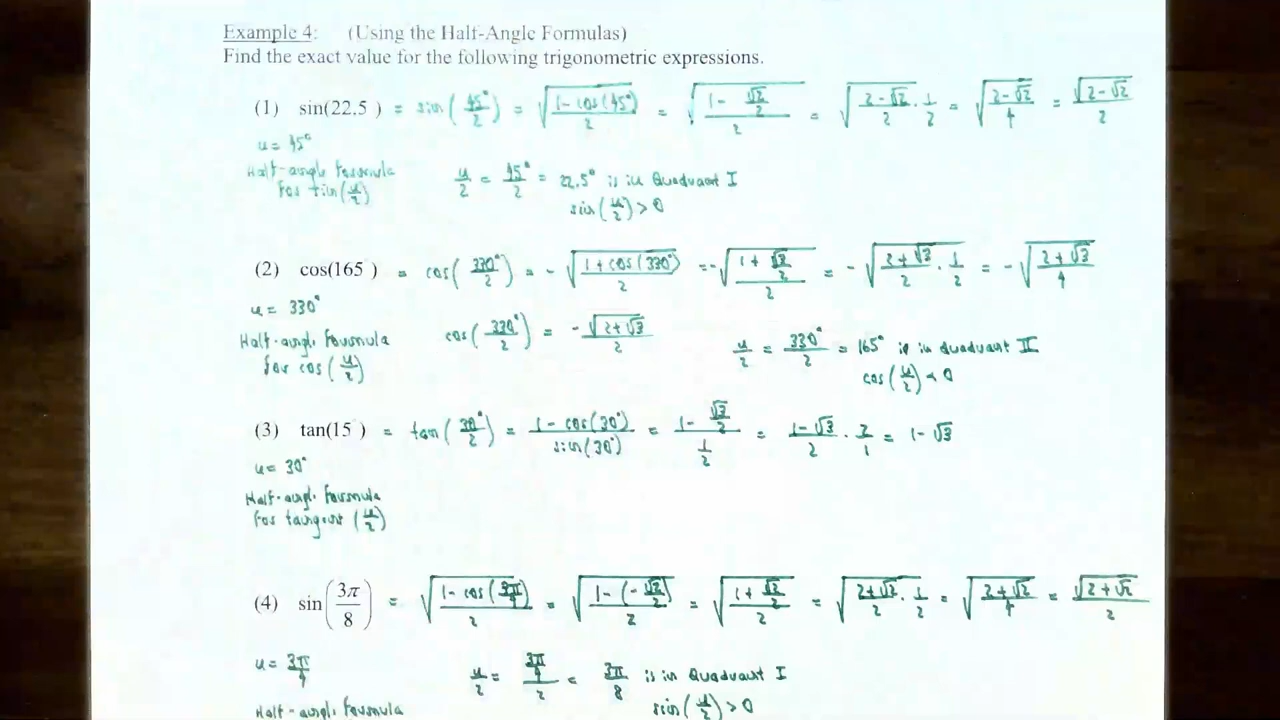 Example 4: (Using the Half-Angle Formulas)
Find the exact value for the following trigonometric expressions.
(1) sin(22.5 ) = sin(45°/2) = √((1-cos(45°))/2) = √((1-√2/2)/2) = √((2-√2)/2 · 1/2) = √((2-√2)/4) = √(2-√2)/2
u = 45°
Half-angle Formula
For sin(u/2)
u/2 = 45°/2 = 22.5° is in Quadrant I
sin(u/2) > 0
(2) cos(165 ) = cos(330°/2) = -√((1+cos(330°))/2) = -√((1+√3/2)/2) = -√((2+√3)/2 · 1/2) = -√((2+√3)/4)
u = 330°
Half-angle Formula
for cos(u/2)
cos(330°/2) = -√(2+√3)/2
u/2 = 330°/2 = 165° is in Quadrant II
cos(u/2) < 0
(3) tan(15 ) = tan(30°/2) = (1-cos(30°))/sin(30°) = (1-√3/2)/(1/2) = (1-√3)/2 · 2/1 = 1-√3
u = 30°
Half-angle Formula
For tangent (u/2)
(4) sin(3π/8) = √((1-cos(3π/4))/2) = √((1-(-√2/2))/2) = √((1+√2/2)/2) = √((2+√2)/2 · 1/2) = √((2+√2)/4) = √(2+√2)/2
u = 3π/4
u/2 = (3π/4)/2 = 3π/8 is in Quadrant I
Half-angle Formula
sin(u/2) > 0